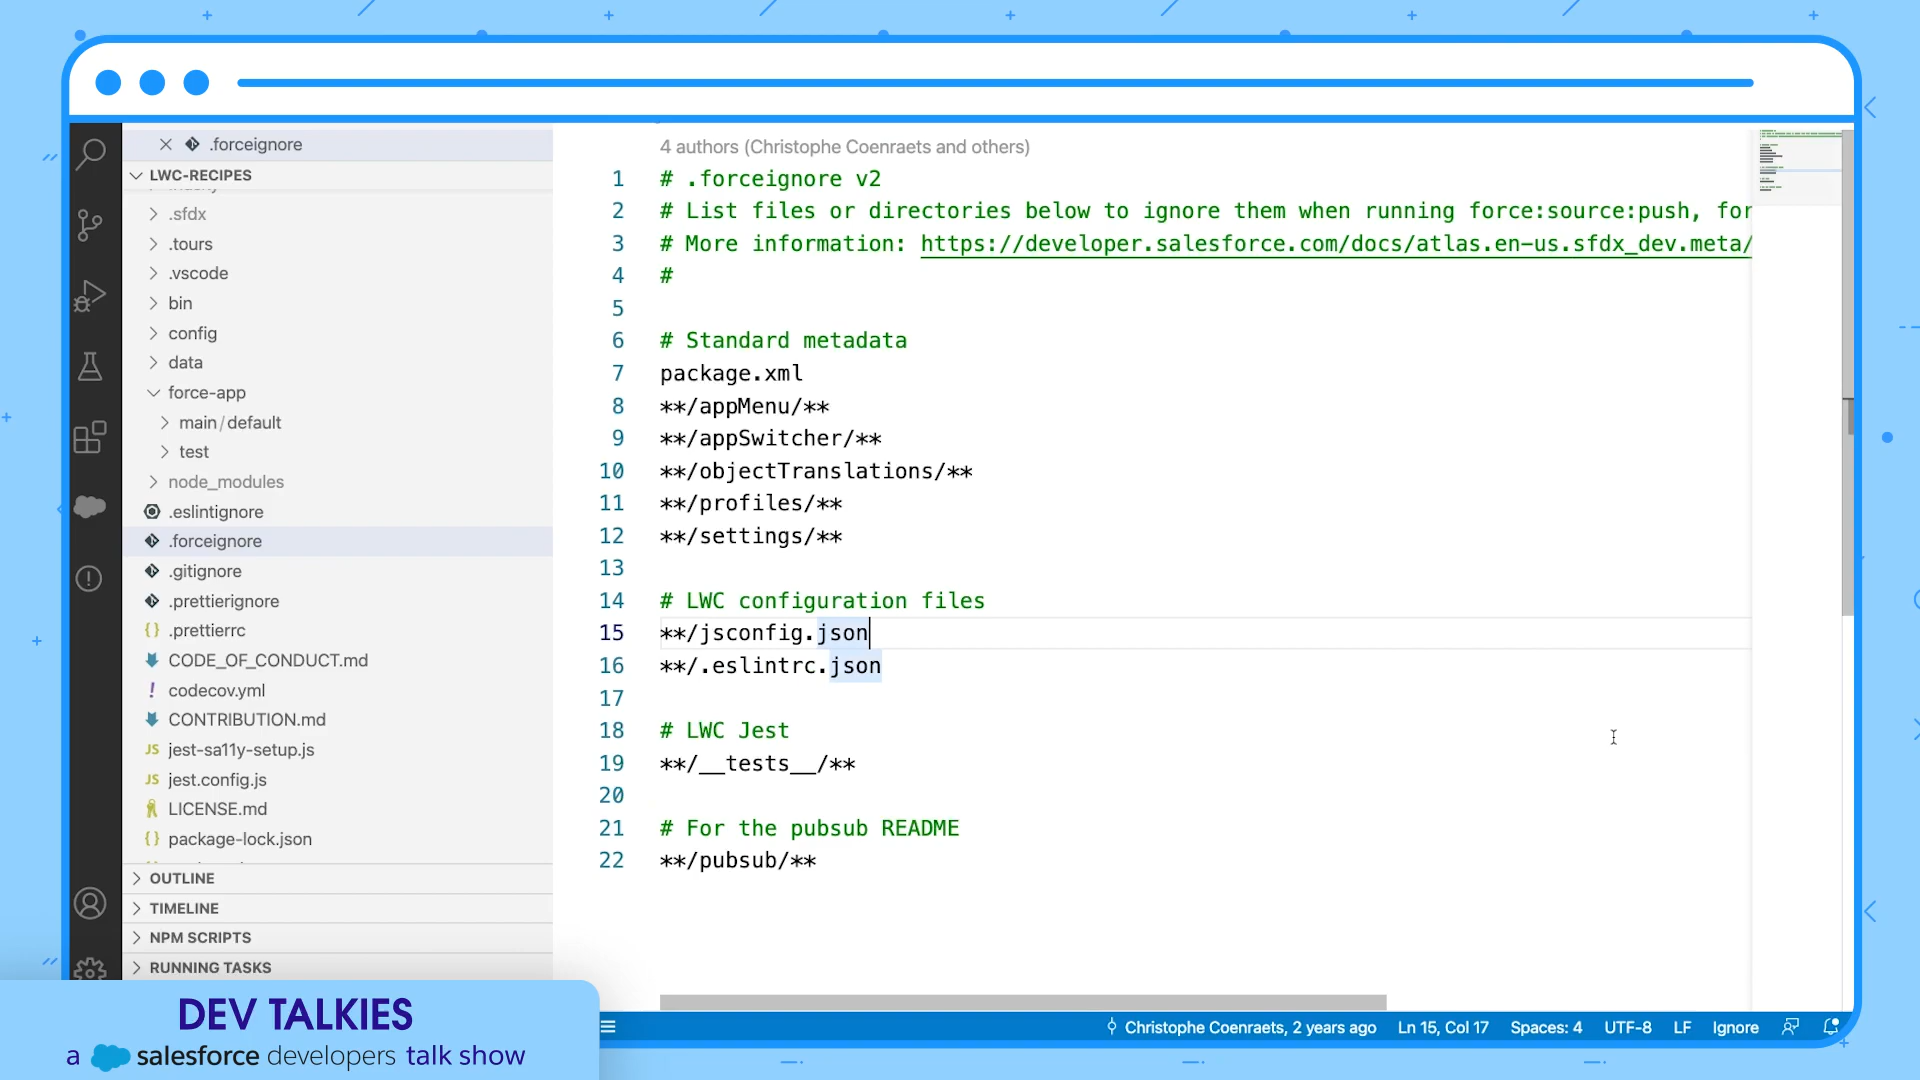 .forceignore
LWC-RECIPES
.sfdx
.tours
.vscode
bin
config
data
force-app
main/default
test
node_modules
.eslintignore
.forceignore
.gitignore
.prettierignore
{} .prettierrc
CODE_OF_CONDUCT.md
! codecov.yml
CONTRIBUTION.md
JS jest-sa11y-setup.js
JS jest.config.js
LICENSE.md
{} package-lock.json
OUTLINE
TIMELINE
NPM SCRIPTS
RUNNING TASKS
4 authors (Christophe Coenraets and others)
1 # .forceignore v2
2 # List files or directories below to ignore them when running force:source:push, for
3 # More information: https://developer.salesforce.com/docs/atlas.en-us.sfdx_dev.meta/
4 #
5
6 # Standard metadata
7 package.xml
8 **/appMenu/**
9 **/appSwitcher/**
10 **/objectTranslations/**
11 **/profiles/**
12 **/settings/**
13
14 # LWC configuration files
15 **/jsconfig.json
16 **/.eslintrc.json
17
18 # LWC Jest
19 **/__tests__/**
20
21 # For the pubsub README
22 **/pubsub/**
Christophe Coenraets, 2 years ago Ln 15, Col 17 Spaces: 4 UTF-8 LF Ignore
DEV TALKIES
a salesforce developers talk show